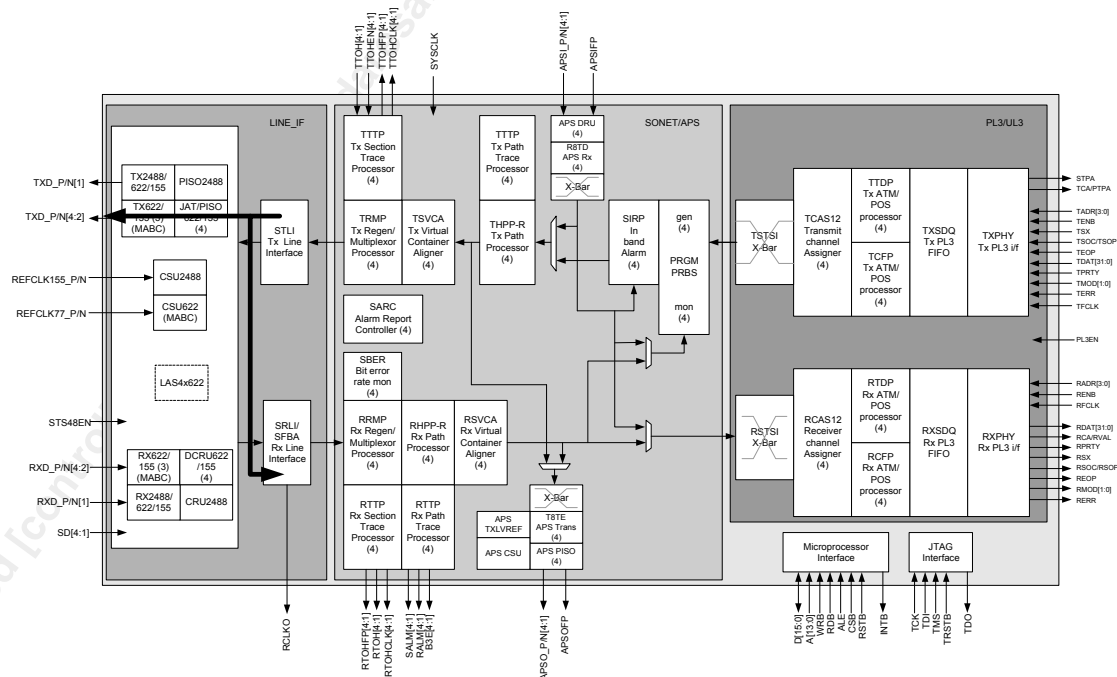 TTOH[4:1]
TTOHEN[4:1]
TTOHFP[4:1]
TTOHCLK[4:1]
SYSCLK
APSI_P/N[4:1]
APSIFP
LINE_IF
SONET/APS
PL3/UL3
TXD_P/N[1]
TXD_P/N[4:2]
REFCLK155_P/N
REFCLK77_P/N
STS48EN
RXD_P/N[4:2]
RXD_P/N[1]
SD[4:1]
TX2488/
622/155
PISO2488
TX622/
155 (3)
(MABC)
JAT/PISO
622/155
(4)
CSU2488
CSU622
(MABC)
LAS4x622
RX622/
155 (3)
(MABC)
DCRU622
/155
(4)
RX2488/
622/155
CRU2488
STLI
Tx Line
Interface
SRLI/
SFBA
Rx Line
Interface
RCLKO
TTTP
Tx Section
Trace
Processor
(4)
TRMP
Tx Regen/
Multiplexor
Processor
(4)
TSVCA
Tx Virtual
Container
Aligner
(4)
TTTP
Tx Path
Trace
Processor
(4)
THPP-R
Tx Path
Processor
(4)
APS DRU
(4)
R8TD
APS Rx
(4)
X-Bar
SIRP
In
band
Alarm
(4)
gen
(4)
PRGM
PRBS
mon
(4)
SARC
Alarm Report
Controller (4)
SBER
Bit error
rate mon
(4)
RRMP
Rx Regen/
Multiplexor
Processor
(4)
RHPP-R
Rx Path
Processor
(4)
RSVCA
Rx Virtual
Container
Aligner
(4)
RTTP
Rx Section
Trace
Processor
(4)
RTTP
Rx Path
Trace
Processor
(4)
X-Bar
APS
TXLVREF
T8TE
APS Trans
(4)
APS CSU
APS PISO
(4)
RTOHFP[4:1]
RTOH[4:1]
RTOHCLK[4:1]
SALM[4:1]
RALM[4:1]
B3E[4:1]
APSO_P/N[4:1]
APSOFP
TSTSI
X-Bar
TCAS12
Transmit
channel
Assigner
(4)
TTDP
Tx ATM/
POS
processor
(4)
TCFP
Tx ATM/
POS
processor
(4)
TXSDQ
Tx PL3
FIFO
TXPHY
Tx PL3 i/f
RSTSI
X-Bar
RCAS12
Receiver
channel
Assigner
(4)
RTDP
Rx ATM/
POS
processor
(4)
RCFP
Rx ATM/
POS
processor
(4)
RXSDQ
Rx PL3
FIFO
RXPHY
Rx PL3 i/f
STPA
TCA/PTPA
TADR[3:0]
TENB
TSX
TSOC/TSOP
TEOP
TDAT[31:0]
TPRTY
TMOD[1:0]
TERR
TFCLK
PL3EN
RADR[3:0]
RENB
RFCLK
RDAT[31:0]
RCA/RVAL
RPRTY
RSX
RSOC/RSOP
REOP
RMOD[1:0]
RERR
Microprocessor
Interface
JTAG
Interface
D[15:0]
A[13:0]
WRB
RDB
ALE
CSB
RSTB
INTB
TCK
TDI
TMS
TRSTB
TDO